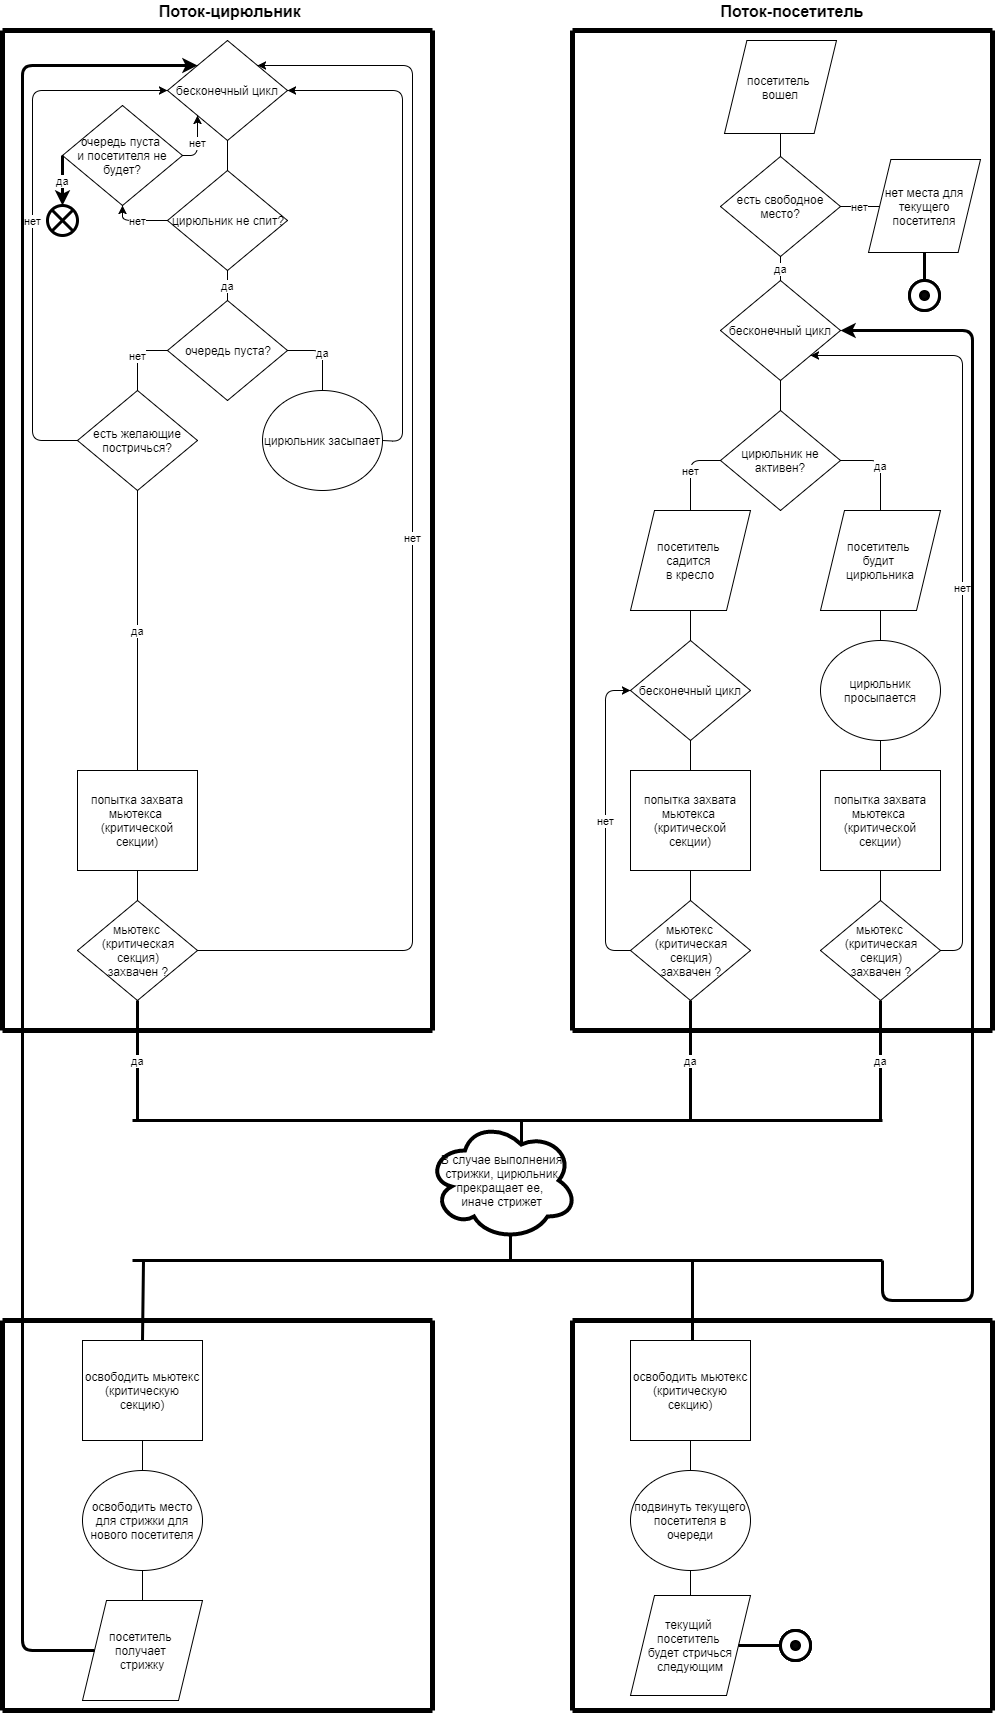 Поток-цирюльник
бесконечный цикл
очередь пуста
и посетителя не
будет?
нет
да
цирюльник не спит?
нет
нет
да
очередь пуста?
нет
да
есть желающие
постричься?
цирюльник засыпает
нет
да
попытка захвата
мьютекса
(критической
секции)
мьютекс
(критическая
секция)
захвачен ?
да
Поток-посетитель
посетитель
вошел
есть свободное
место?
нет
нет места для
текущего
посетителя
да
бесконечный цикл
цирюльник не
активен?
нет
да
посетитель
садится
в кресло
посетитель
будит
цирюльника
нет
бесконечный цикл
цирюльник
просыпается
нет
попытка захвата
мьютекса
(критической
секции)
попытка захвата
мьютекса
(критической
секции)
мьютекс
(критическая
секция)
захвачен ?
мьютекс
(критическая
секция)
захвачен ?
да
да
В случае выполнения
стрижки, цирюльник
прекращает ее,
иначе стрижет
освободить мьютекс
(критическую
секцию)
освободить место
для стрижки для
нового посетителя
посетитель
получает
стрижку
освободить мьютекс
(критическую
секцию)
подвинуть текущего
посетителя в
очереди
текущий
посетитель
будет стричься
следующим